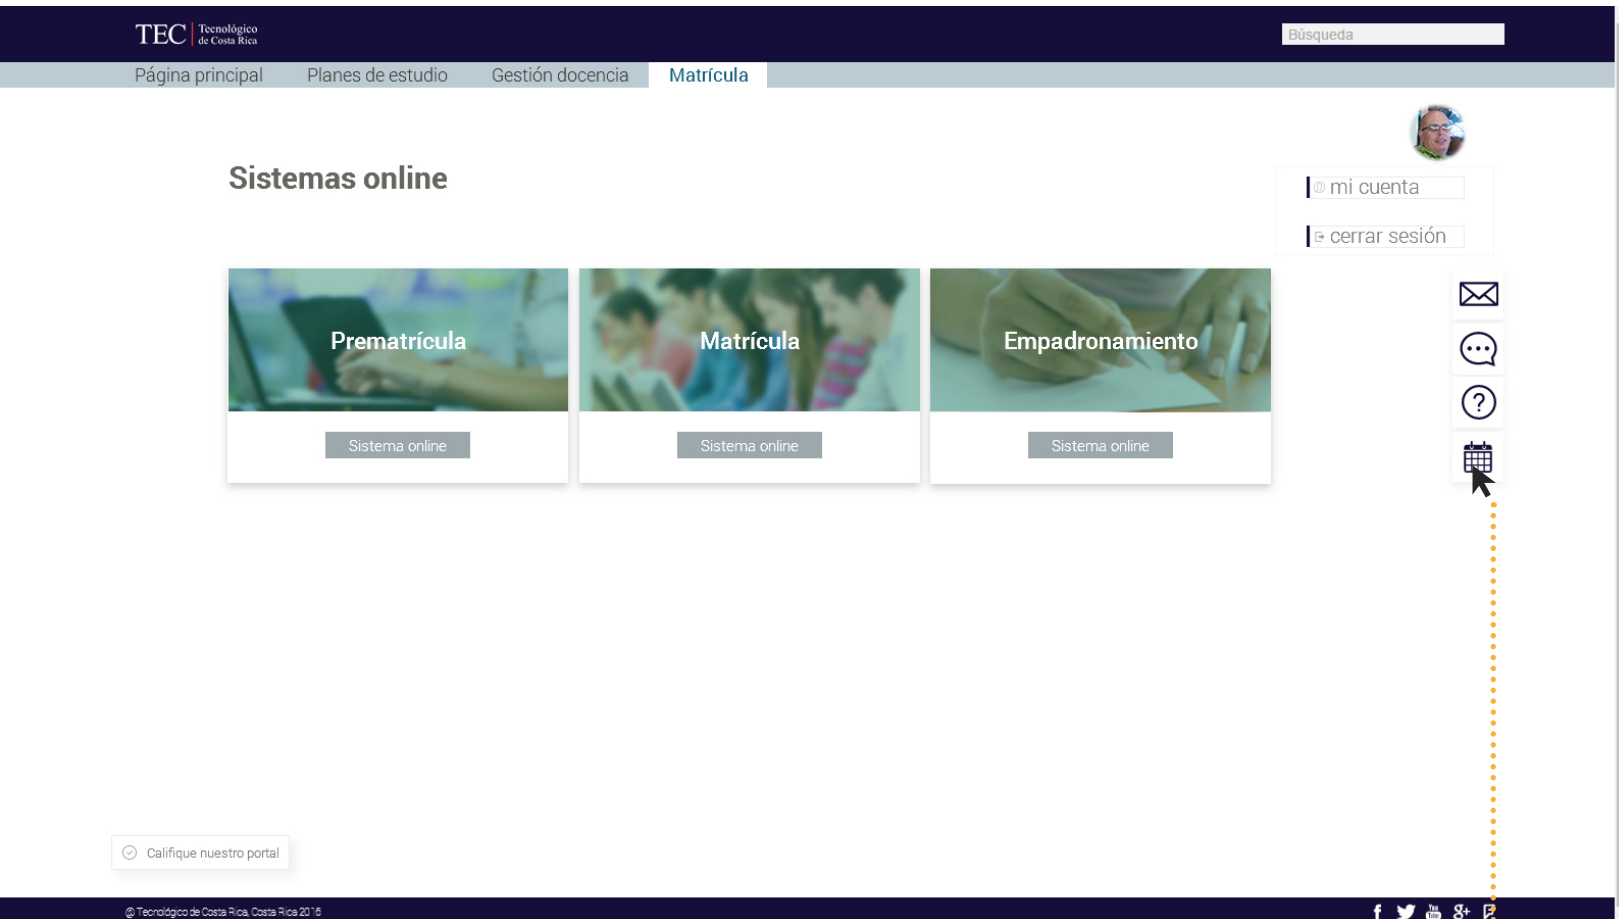 TEC Tecnológico
de Costa Rica
Búsqueda
Página principal Planes de estudio Gestión docencia Matrícula
Sistemas online
mi cuenta
cerrar sesión
Prematrícula Matrícula Empadronamiento
Sistema online Sistema online Sistema online
Califique nuestro portal
@ Tecnológico de Costa Rica, Costa Rica 2016